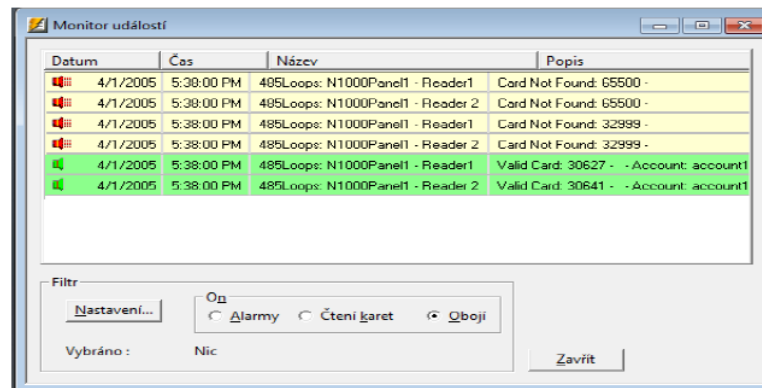 Monitor událostí
Datum Čas Název Popis
4/1/2005 5:38:00 PM 485Loops: N1000Panel1 - Reader1 Card Not Found: 65500 -
4/1/2005 5:38:00 PM 485Loops: N1000Panel1 - Reader 2 Card Not Found: 65500 -
4/1/2005 5:38:00 PM 485Loops: N1000Panel1 - Reader1 Card Not Found: 32999 -
4/1/2005 5:38:00 PM 485Loops: N1000Panel1 - Reader 2 Card Not Found: 32999 -
4/1/2005 5:38:00 PM 485Loops: N1000Panel1 - Reader1 Valid Card: 30627 - - Account: account1
4/1/2005 5:38:00 PM 485Loops: N1000Panel1 - Reader 2 Valid Card: 30641 - - Account: account1
Filtr
On
Nastavení... Alarmy Čtení karet Obojí
Vybráno : Nic Zavřít